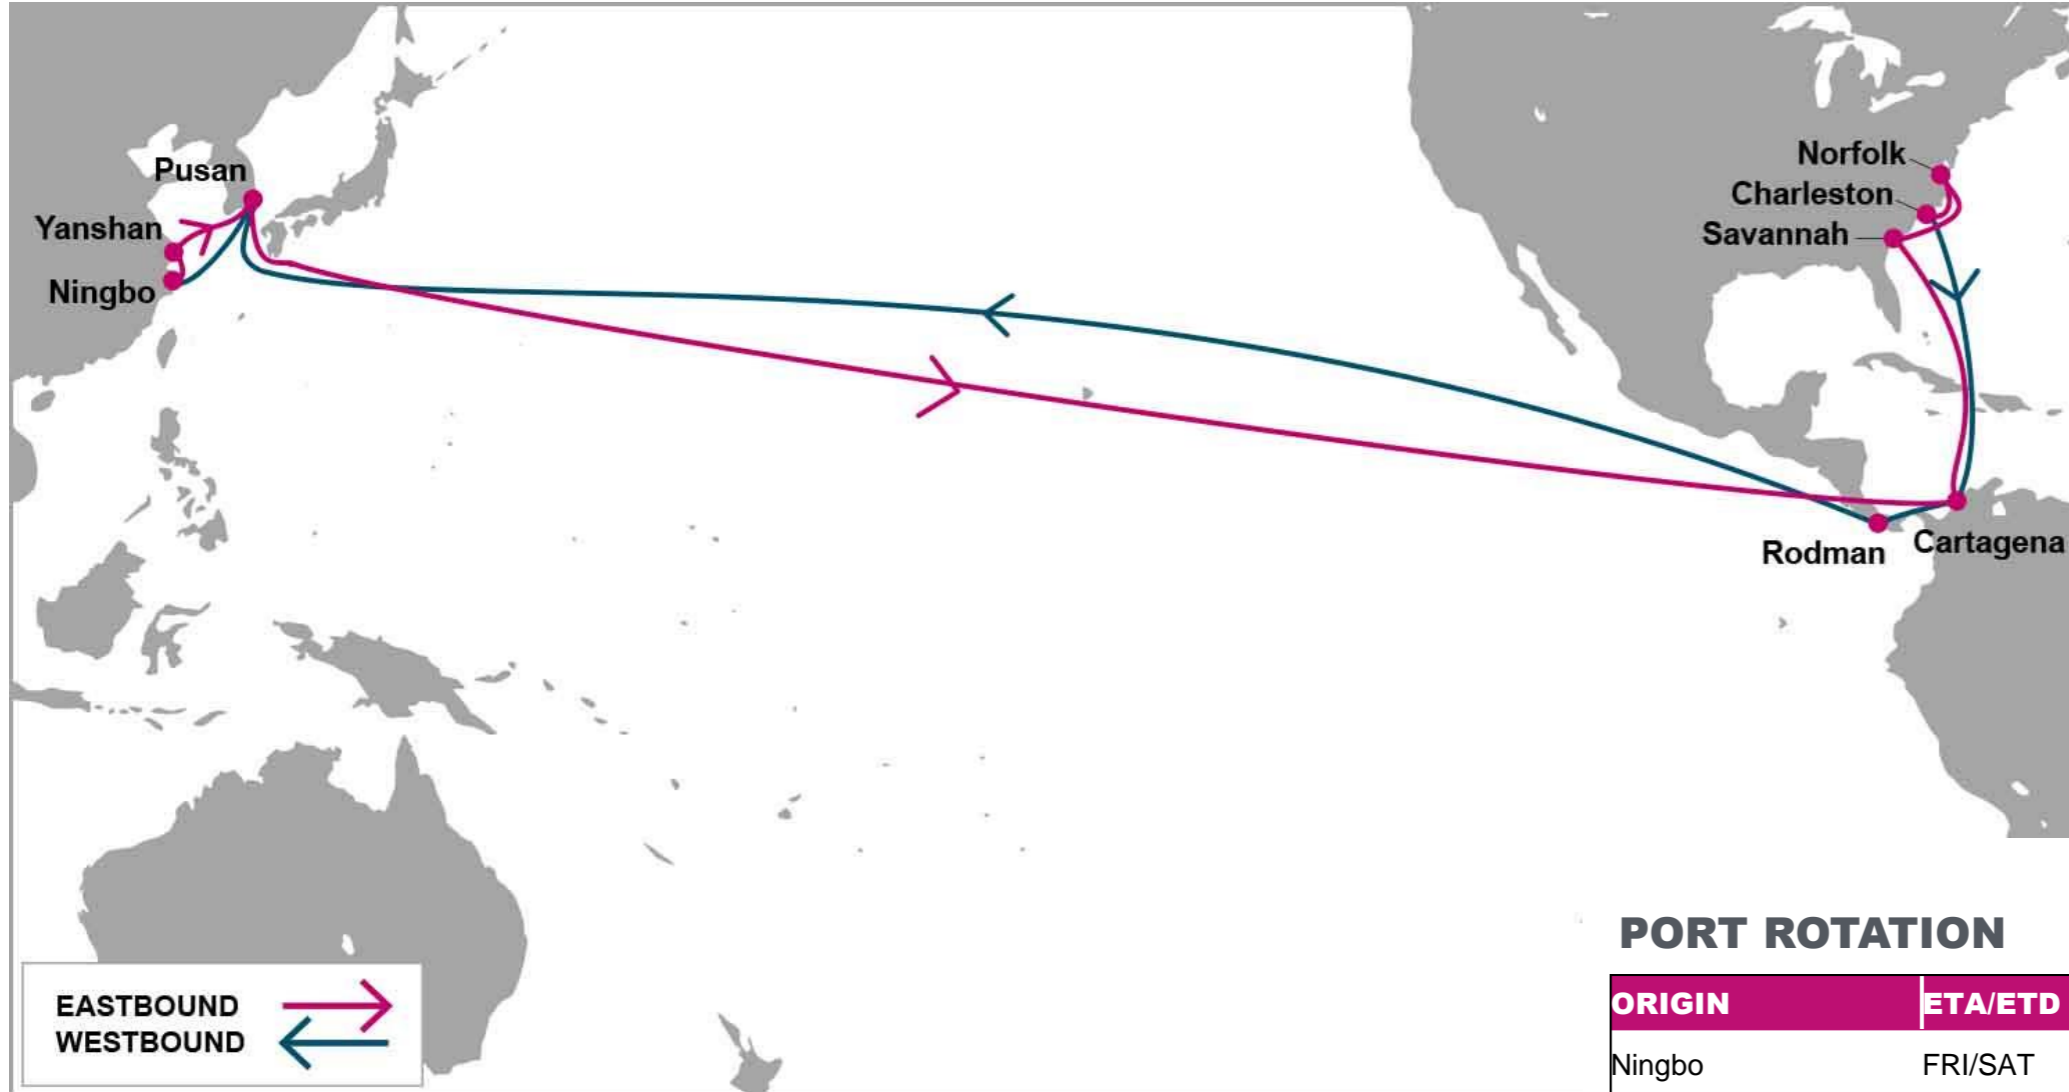 Norfolk
Pusan
Charleston
Yanshan
Savannah
Ningbo
Rodman
Cartagena
PORT ROTATION
EASTBOUND
WESTBOUND
ORIGIN ETA/ETD
Ningbo FRI/SAT